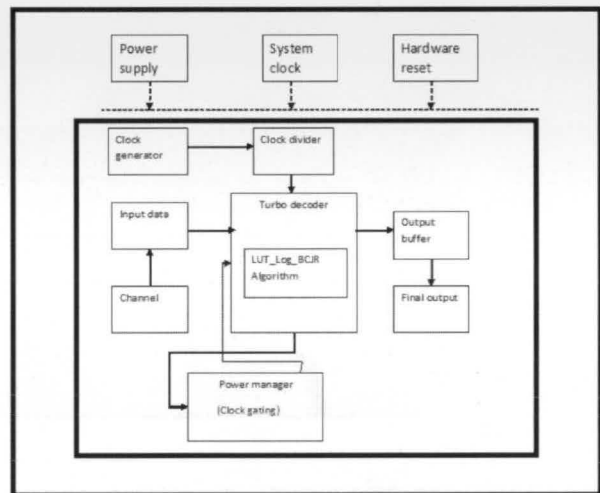 Power
supply
System
clock
Hardware
reset
Clock
generator
Clock divider
Turbo decoder
Input data
Output
buffer
LUT_Log_BCJR
Algorithm
Channel
Final output
Power manager
(Clock gating)